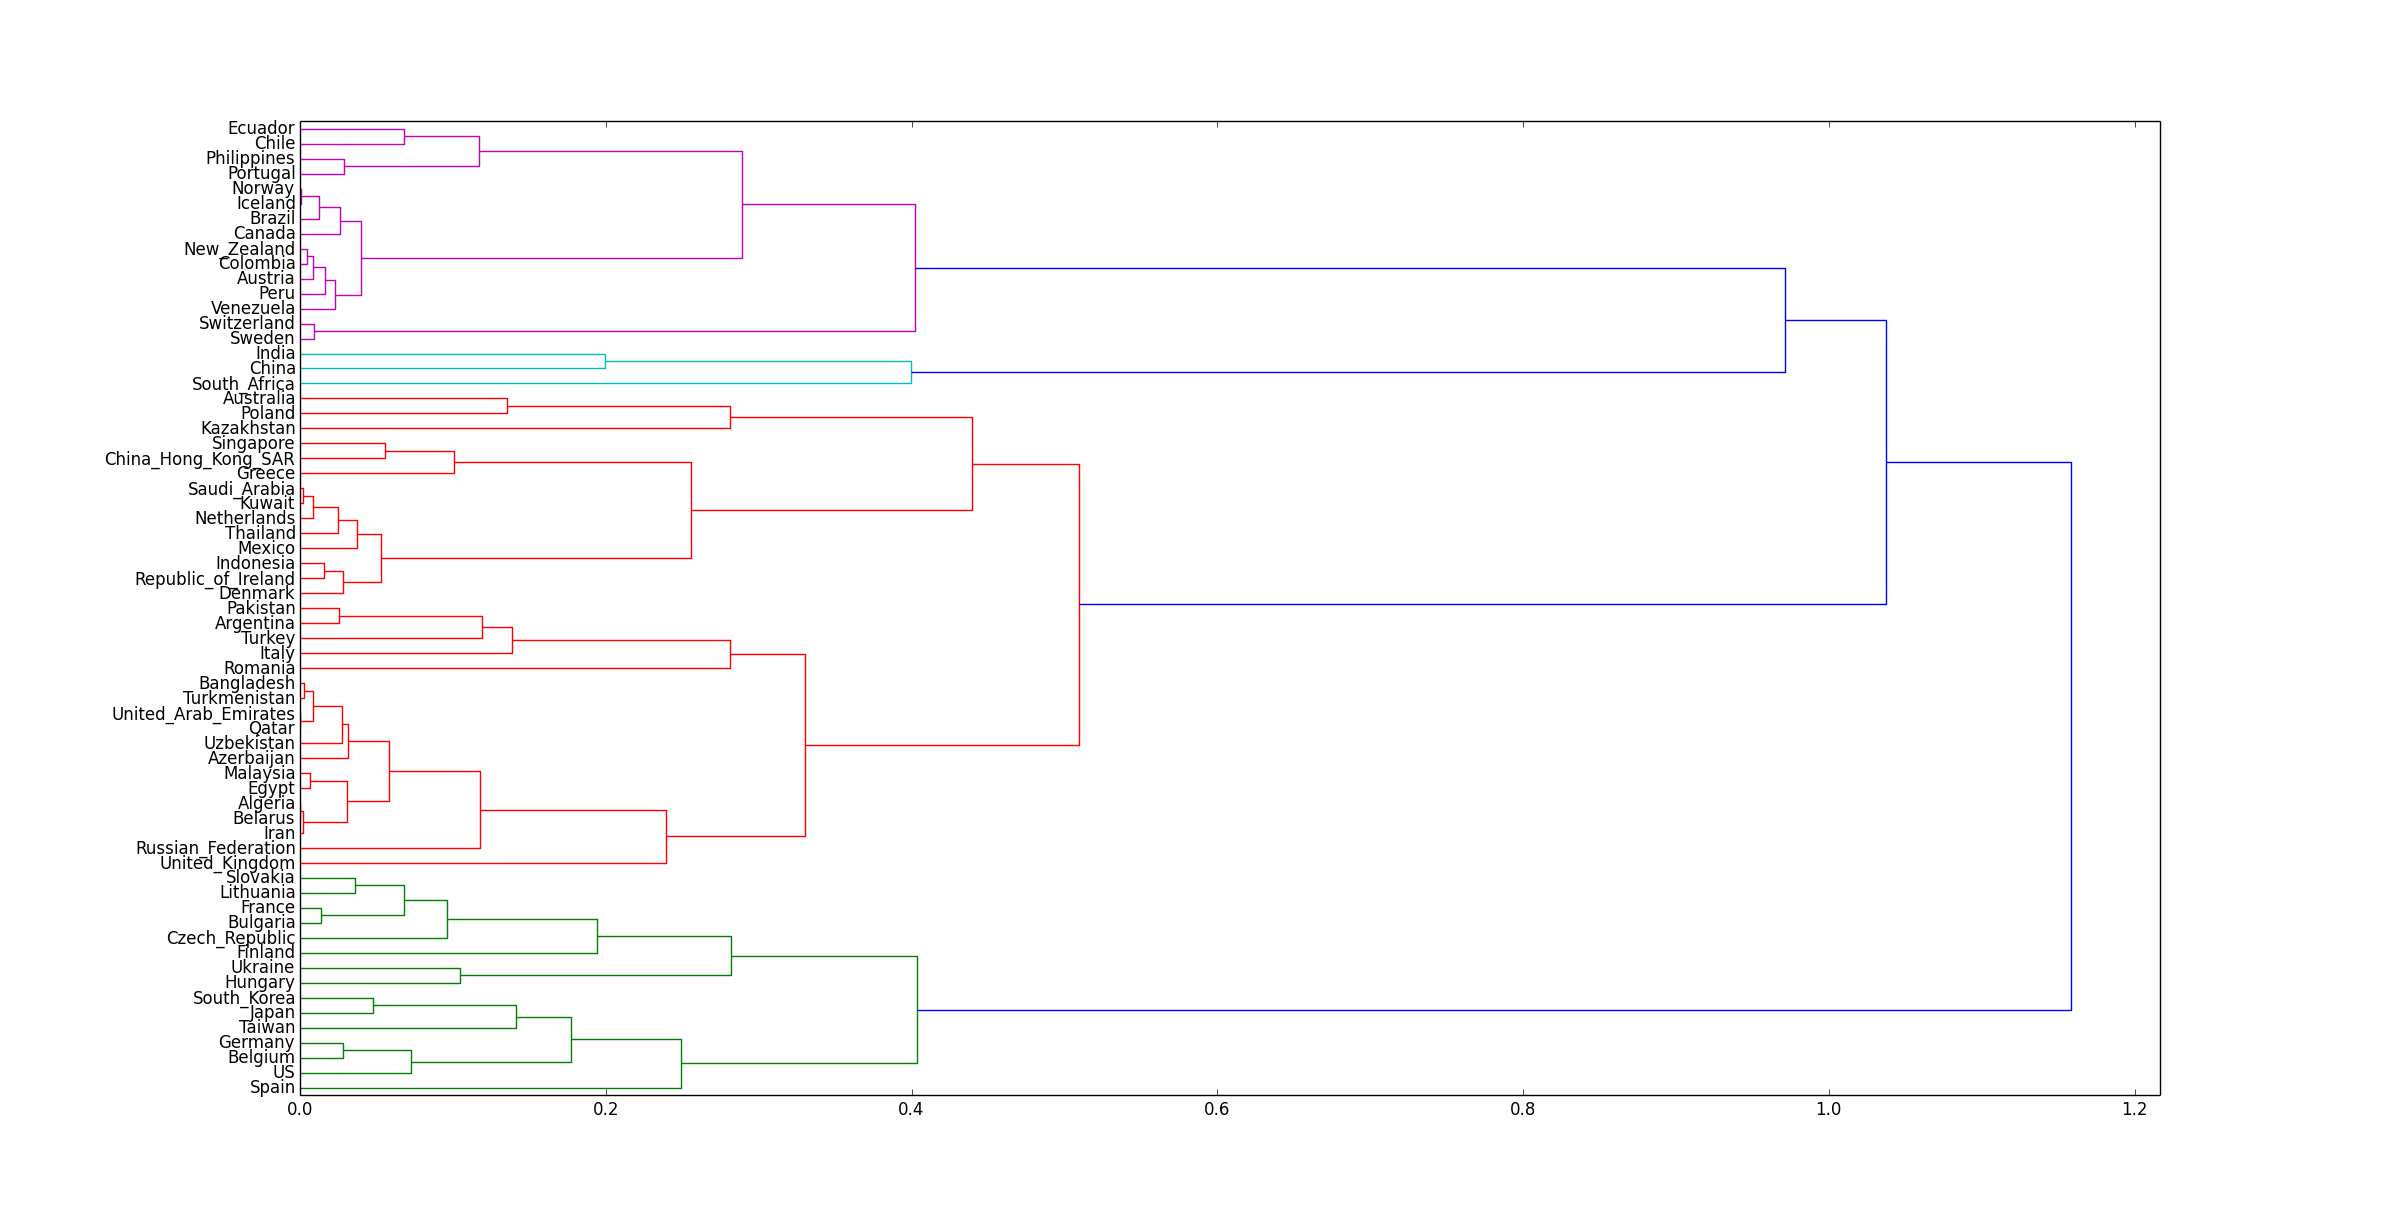 Ecuador
Chile
Philippines
Portugal
Norway
Iceland
Brazil
Canada
New_Zealand
Colombia
Austria
Peru
Venezuela
Switzerland
Sweden
India
China
South_Africa
Australia
Poland
Kazakhstan
Singapore
China_Hong_Kong_SAR
Greece
Saudi_Arabia
Kuwait
Netherlands
Thailand
Mexico
Indonesia
Republic_of_Ireland
Denmark
Pakistan
Argentina
Turkey
Italy
Romania
Bangladesh
Turkmenistan
United_Arab_Emirates
Qatar
Uzbekistan
Azerbaijan
Malaysia
Egypt
Algeria
Belarus
Iran
Russian_Federation
United_Kingdom
Slovakia
Lithuania
France
Bulgaria
Czech_Republic
Finland
Ukraine
Hungary
South_Korea
Japan
Taiwan
Germany
Belgium
US
Spain
0.0 0.2 0.4 0.6 0.8 1.0 1.2